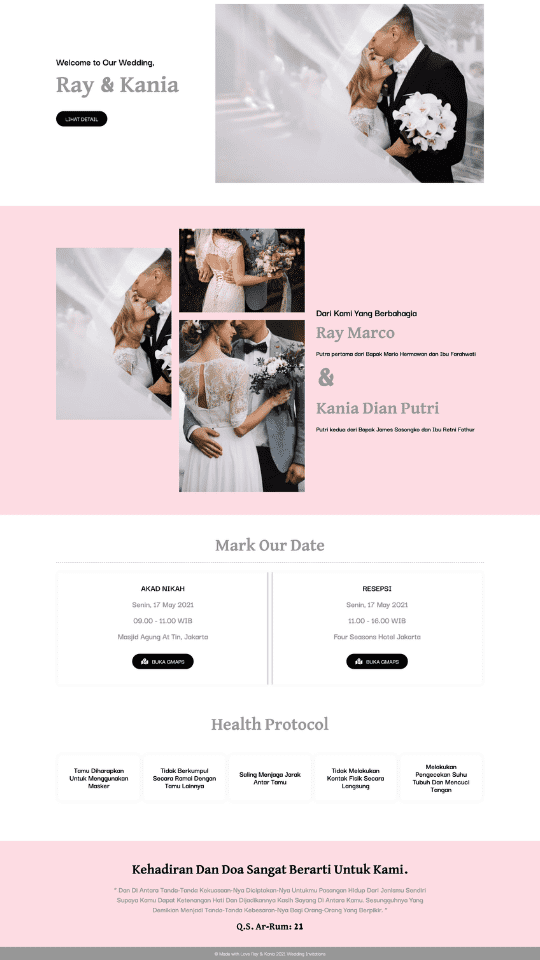 Welcome to Our Wedding,
Ray & Kania
LIHAT DETAIL
Dari Kami Yang Berbahagia
Ray Marco
Putra pertama dari Bapak Mario Hermawan dan Ibu Farahwati
&
Kania Dian Putri
Putri kedua dari Bapak James Sasongko dan Ibu Retni Fathur
Mark Our Date
AKAD NIKAH
Senin, 17 May 2021
09.00 - 11.00 WIB
Masjid Agung At Tin, Jakarta
BUKA GMAPS
RESEPSI
Senin, 17 May 2021
11.00 - 16.00 WIB
Four Seasons Hotel Jakarta
BUKA GMAPS
Health Protocol
Tamu Diharapkan
Untuk Menggunakan
Masker
Tidak Berkumpul
Secara Ramai Dengan
Tamu Lainnya
Saling Menjaga Jarak
Antar Tamu
Tidak Melakukan
Kontak Fisik Secara
Langsung
Melakukan
Pengecekan Suhu
Tubuh Dan Mencuci
Tangan
Kehadiran Dan Doa Sangat Berarti Untuk Kami.
" Dan Di Antara Tanda-Tanda Kekuasaan-Nya Diciptakan-Nya Untukmu Pasangan Hidup Dari Jenismu Sendiri
Supaya Kamu Dapat Ketenangan Hati Dan Dijadikannya Kasih Sayang Di Antara Kamu. Sesungguhnya Yang
Demikian Menjadi Tanda-Tanda Kebesaran-Nya Bagi Orang-Orang Yang Berpikir. "
Q.S. Ar-Rum: 21
© Made with Love Ray & Kania 2021 Wedding Invitations